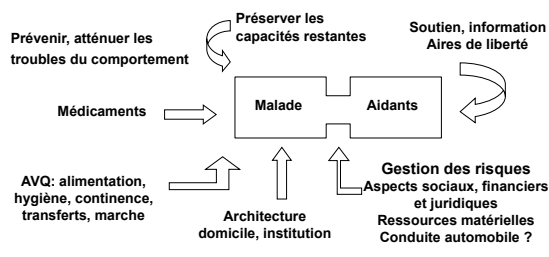 Préserver les
capacités restantes
Soutien, information
Aires de liberté
Prévenir, atténuer les
troubles du comportement
Médicaments
Malade
Aidants
AVQ: alimentation,
hygiène, continence,
transferts, marche
Architecture
domicile, institution
Gestion des risques
Aspects sociaux, financiers
et juridiques
Ressources matérielles
Conduite automobile ?